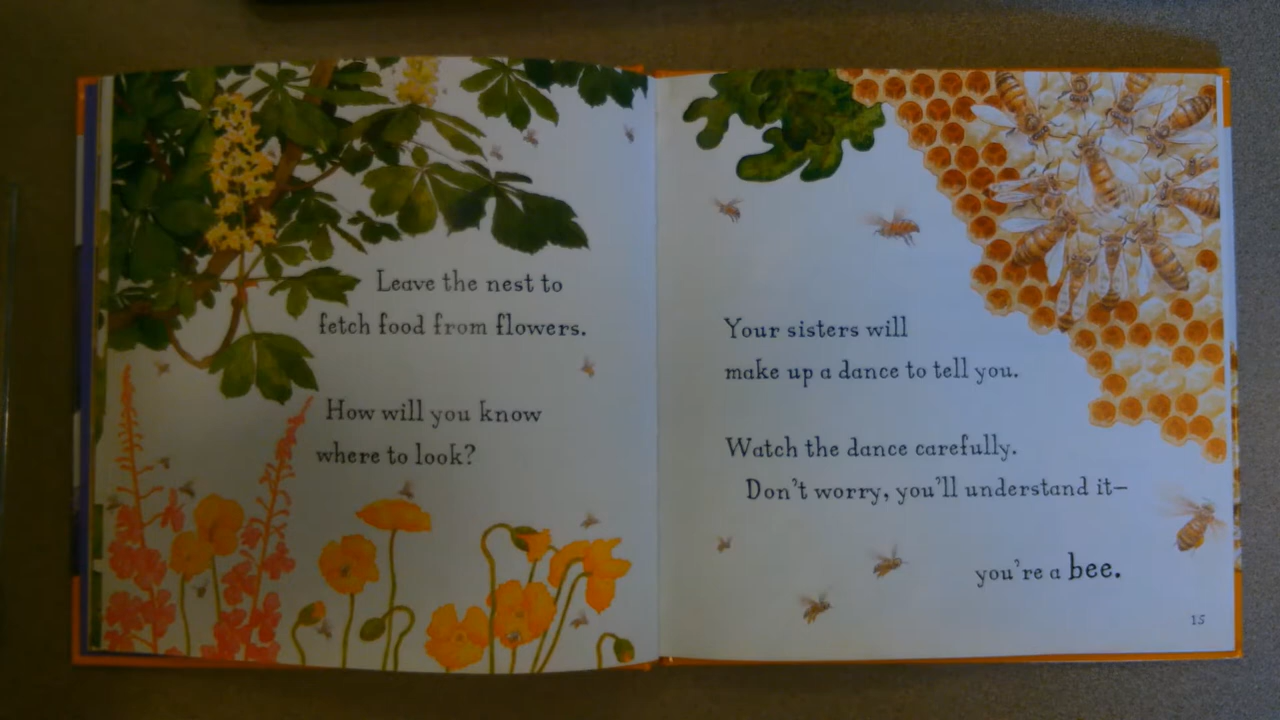 Leave the nest to
fetch food from flowers.
How will you know
where to look?
Your sisters will
make up a dance to tell you.
Watch the dance carefully.
Don't worry, you'll understand it—
you're a bee.
15